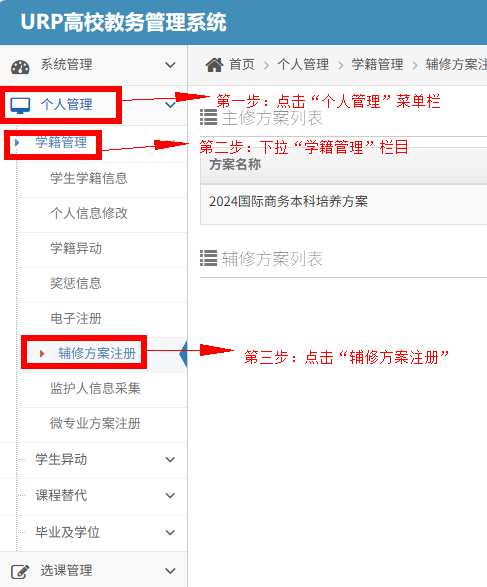 URP高校教务管理系统
系统管理
首页 > 个人管理 > 学籍管理 > 辅修方案注
个人管理
第一步：点击“个人管理”菜单栏
主修方案列表
学籍管理
第二步：下拉“学籍管理”栏目
方案名称
学生学籍信息
2024国际商务本科培养方案
个人信息修改
学籍异动
辅修方案列表
奖惩信息
电子注册
辅修方案注册
第三步：点击“辅修方案注册”
监护人信息采集
微专业方案注册
学生异动
课程替代
毕业及学位
选课管理